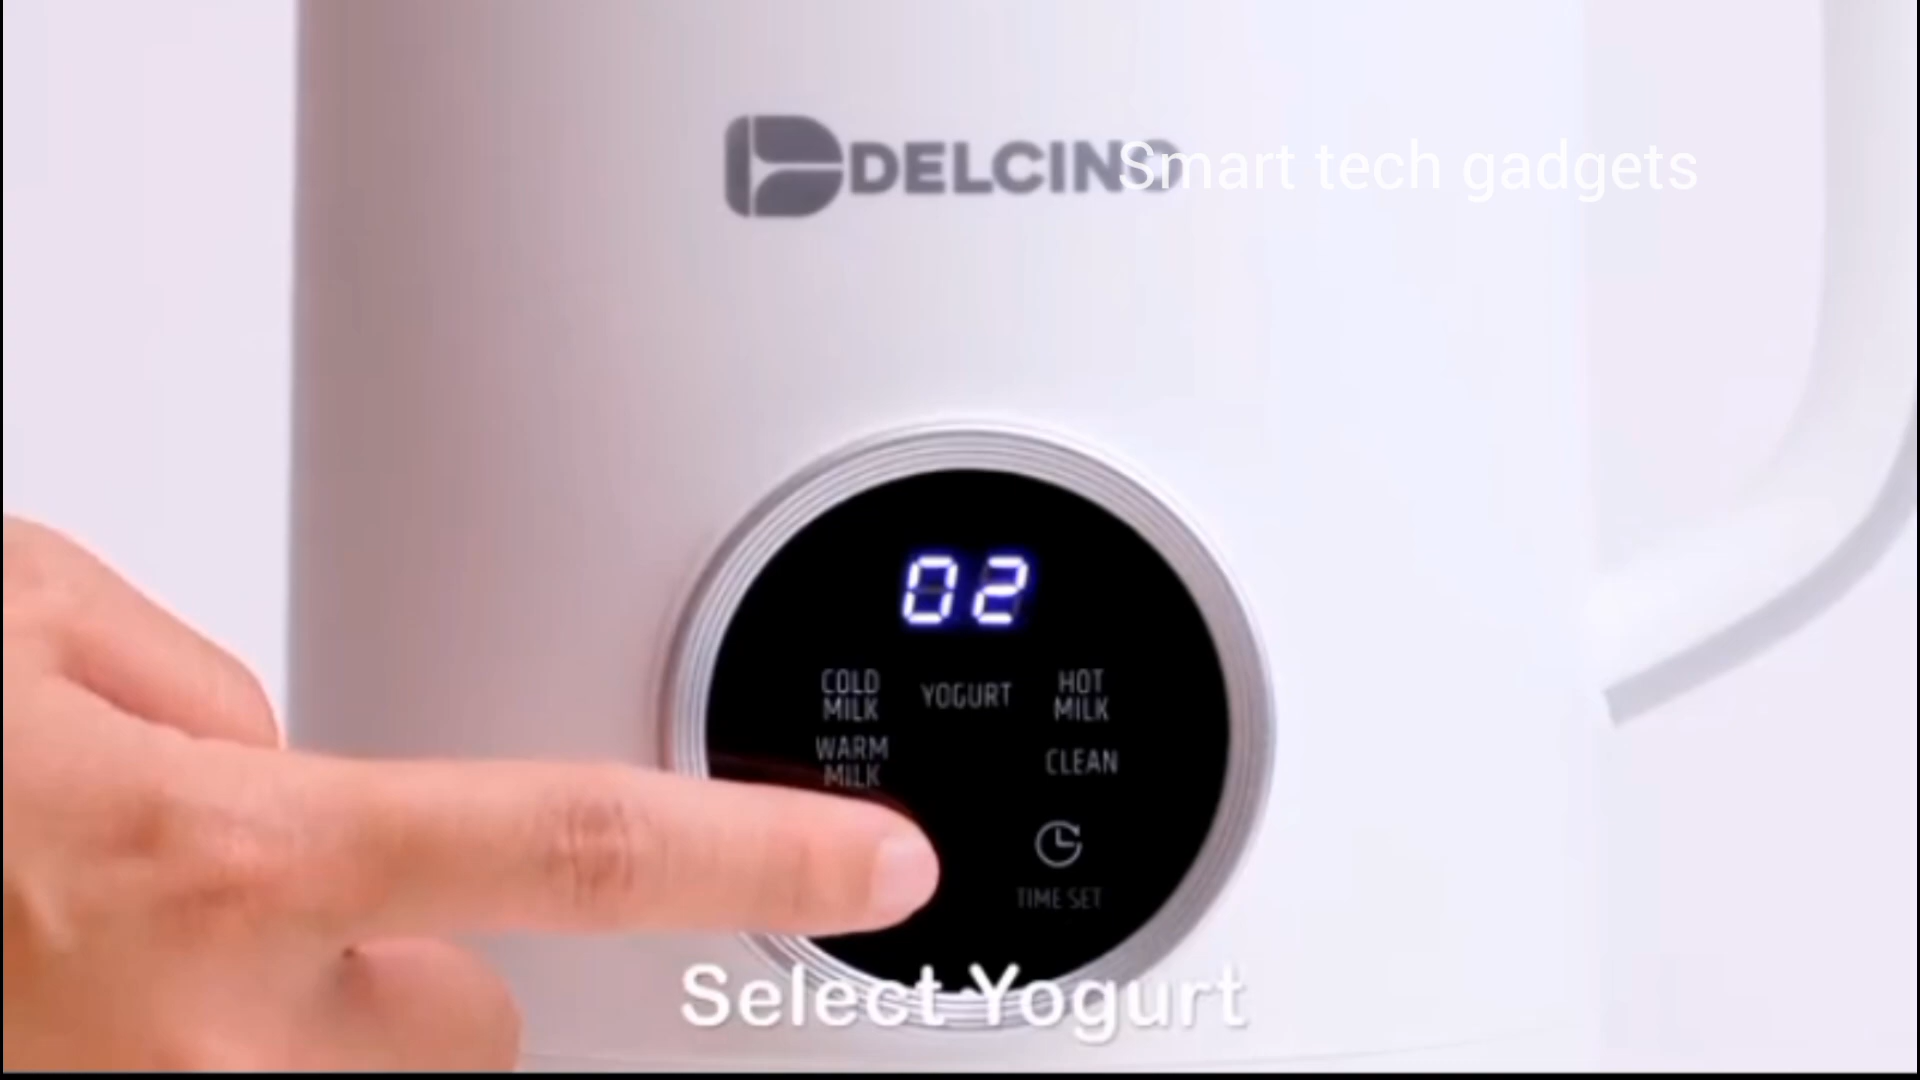 DELCINO
Smart tech gadgets
02
COLD MILK
YOGURT
HOT MILK
WARM MILK
CLEAN
TIME SET
Select Yogurt